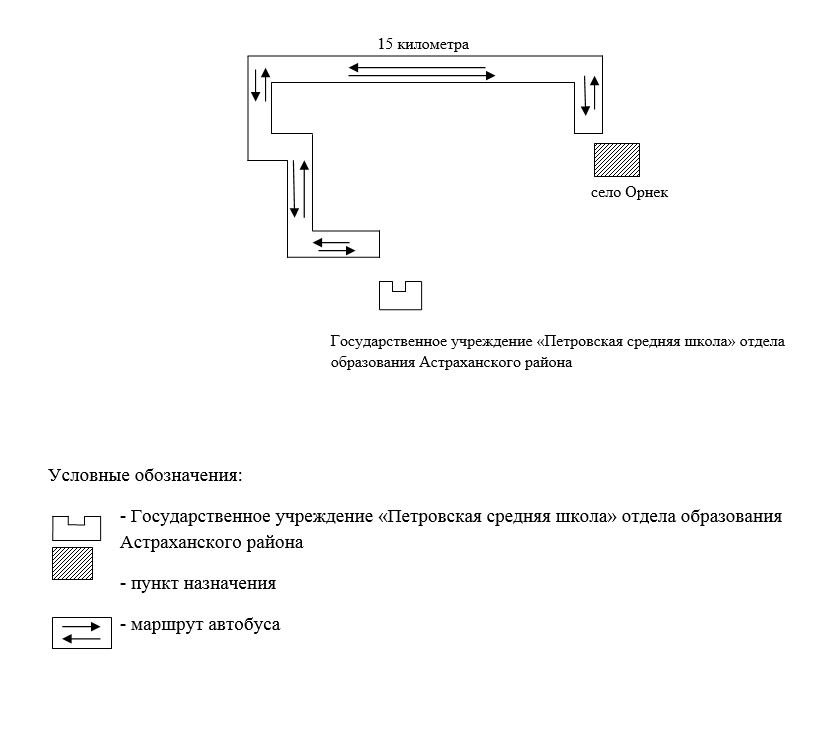 15 километра
село Орнек
Государственное учреждение «Петровская средняя школа» отдела
образования Астраханского района
Условные обозначения:
- Государственное учреждение «Петровская средняя школа» отдела образования
Астраханского района
- пункт назначения
- маршрут автобуса